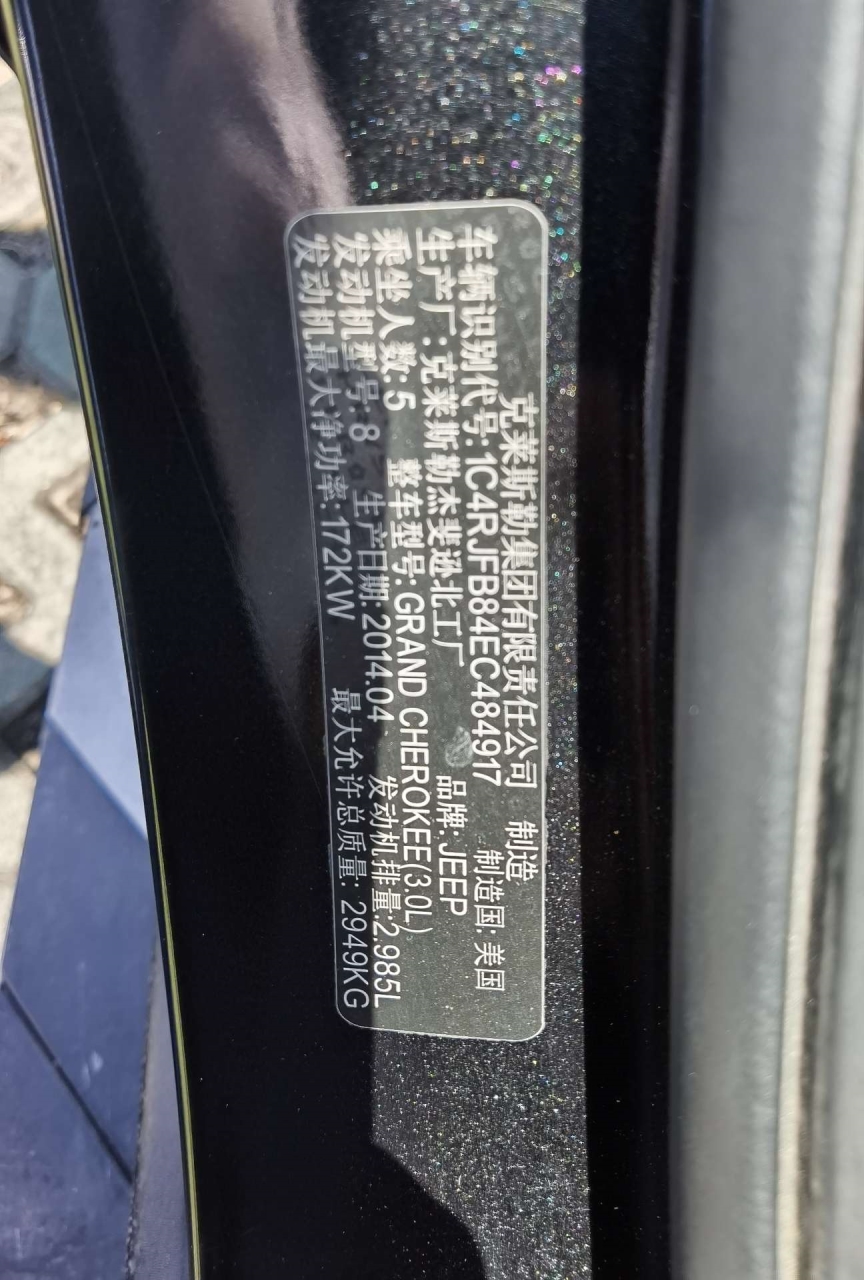 克莱斯勒集团有限责任公司 制造
车辆识别代号: 1C4RJFB84EC484917 制造国: 美国
生产厂: 克莱斯勒杰斐逊北工厂 品牌: JEEP
乘坐人数: 5 整车型号: GRAND CHEROKEE(3.0L)
发动机型号: 8 生产日期: 2014.04 发动机排量: 2.985L
发动机最大净功率: 172KW 最大允许总质量: 2949KG